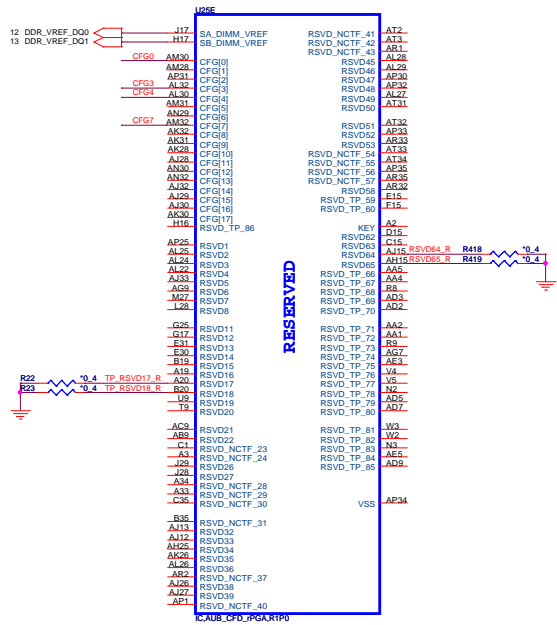 U25E
12 DDR_VREF_DQ0 J17 SA_DIMM_VREF
13 DDR_VREF_DQ1 H17 SB_DIMM_VREF
CFG0 AM30 CFG[0]
AM28 CFG[1]
AP31 CFG[2]
CFG3 AL32 CFG[3]
CFG4 AL30 CFG[4]
AM31 CFG[5]
AN29 CFG[6]
CFG7 AM32 CFG[7]
AK32 CFG[8]
AK31 CFG[9]
AK28 CFG[10]
AJ28 CFG[11]
AN30 CFG[12]
AN32 CFG[13]
AJ32 CFG[14]
AJ29 CFG[15]
AJ30 CFG[16]
AK30 CFG[17]
H16 RSVD_TP_86
AP25 RSVD1
AL25 RSVD2
AL24 RSVD3
AL22 RSVD4
AJ33 RSVD5
AG9 RSVD6
M27 RSVD7
L28 RSVD8
G25 RSVD11
G17 RSVD12
E31 RSVD13
E30 RSVD14
B19 RSVD15
A19 RSVD16
R22 *0_4 TP_RSVD17_R A20 RSVD17
R23 *0_4 TP_RSVD18_R B20 RSVD18
U9 RSVD19
T9 RSVD20
AC9 RSVD21
AB9 RSVD22
C1 RSVD_NCTF_23
A3 RSVD_NCTF_24
J29 RSVD26
J28 RSVD27
A34 RSVD_NCTF_28
A33 RSVD_NCTF_29
C35 RSVD_NCTF_30
B35 RSVD_NCTF_31
AJ13 RSVD32
AJ12 RSVD33
AH25 RSVD34
AK26 RSVD35
AL26 RSVD36
AR2 RSVD_NCTF_37
AJ26 RSVD38
AJ27 RSVD39
AP1 RSVD_NCTF_40
RESERVED
RSVD_NCTF_41 AT2
RSVD_NCTF_42 AT3
RSVD_NCTF_43 AR1
RSVD45 AL28
RSVD46 AL29
RSVD47 AP30
RSVD48 AP32
RSVD49 AL27
RSVD50 AT31
RSVD51 AT32
RSVD52 AP33
RSVD53 AR33
RSVD_NCTF_54 AT33
RSVD_NCTF_55 AT34
RSVD_NCTF_56 AP35
RSVD_NCTF_57 AR35
RSVD58 AR32
RSVD_TP_59 E15
RSVD_TP_60 F15
KEY A2
RSVD62 D15
RSVD63 C15
RSVD64 AJ15 RSVD64_R R418 *0_4
RSVD65 AH15 RSVD65_R R419 *0_4
RSVD_TP_66 AA5
RSVD_TP_67 AA4
RSVD_TP_68 R8
RSVD_TP_69 AD3
RSVD_TP_70 AD2
RSVD_TP_71 AA2
RSVD_TP_72 AA1
RSVD_TP_73 R9
RSVD_TP_74 AG7
RSVD_TP_75 AE3
RSVD_TP_76 V4
RSVD_TP_77 V5
RSVD_TP_78 N2
RSVD_TP_79 AD5
RSVD_TP_80 AD7
RSVD_TP_81 W3
RSVD_TP_82 W2
RSVD_TP_83 N3
RSVD_TP_84 AE5
RSVD_TP_85 AD9
VSS AP34
IC,AUB_CFD_rPGA,R1P0